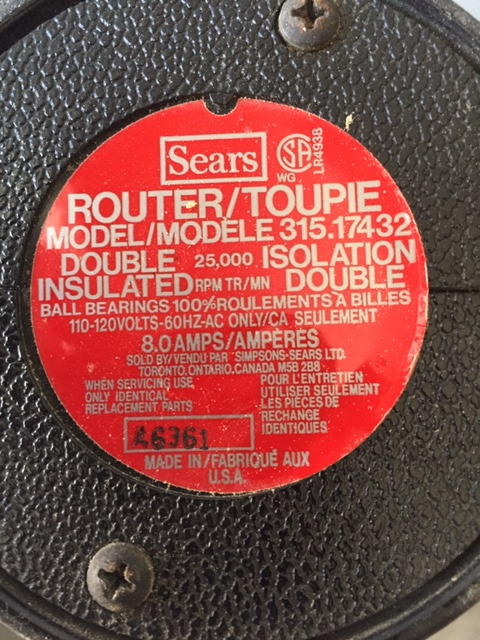 Sears
WG
LR4938
ROUTER/TOUPIE
MODEL/MODÈLE 315.17432
DOUBLE 25,000 ISOLATION
INSULATED RPM TR/MN DOUBLE
BALL BEARINGS 100% ROULEMENTS A BILLES
110-120VOLTS-60HZ-AC ONLY/CA SEULEMENT
8.0 AMPS/AMPÈRES
SOLD BY/VENDU PAR SIMPSONS-SEARS LTD.
TORONTO. ONTARIO. CANADA M5B 2B8
WHEN SERVICING USE
ONLY IDENTICAL
REPLACEMENT PARTS
POUR L'ENTRETIEN
UTILISER SEULEMENT
LES PIÈCES DE
RECHANGE
IDENTIQUES
A6361
MADE IN/FABRIQUÉ AUX
U.S.A.